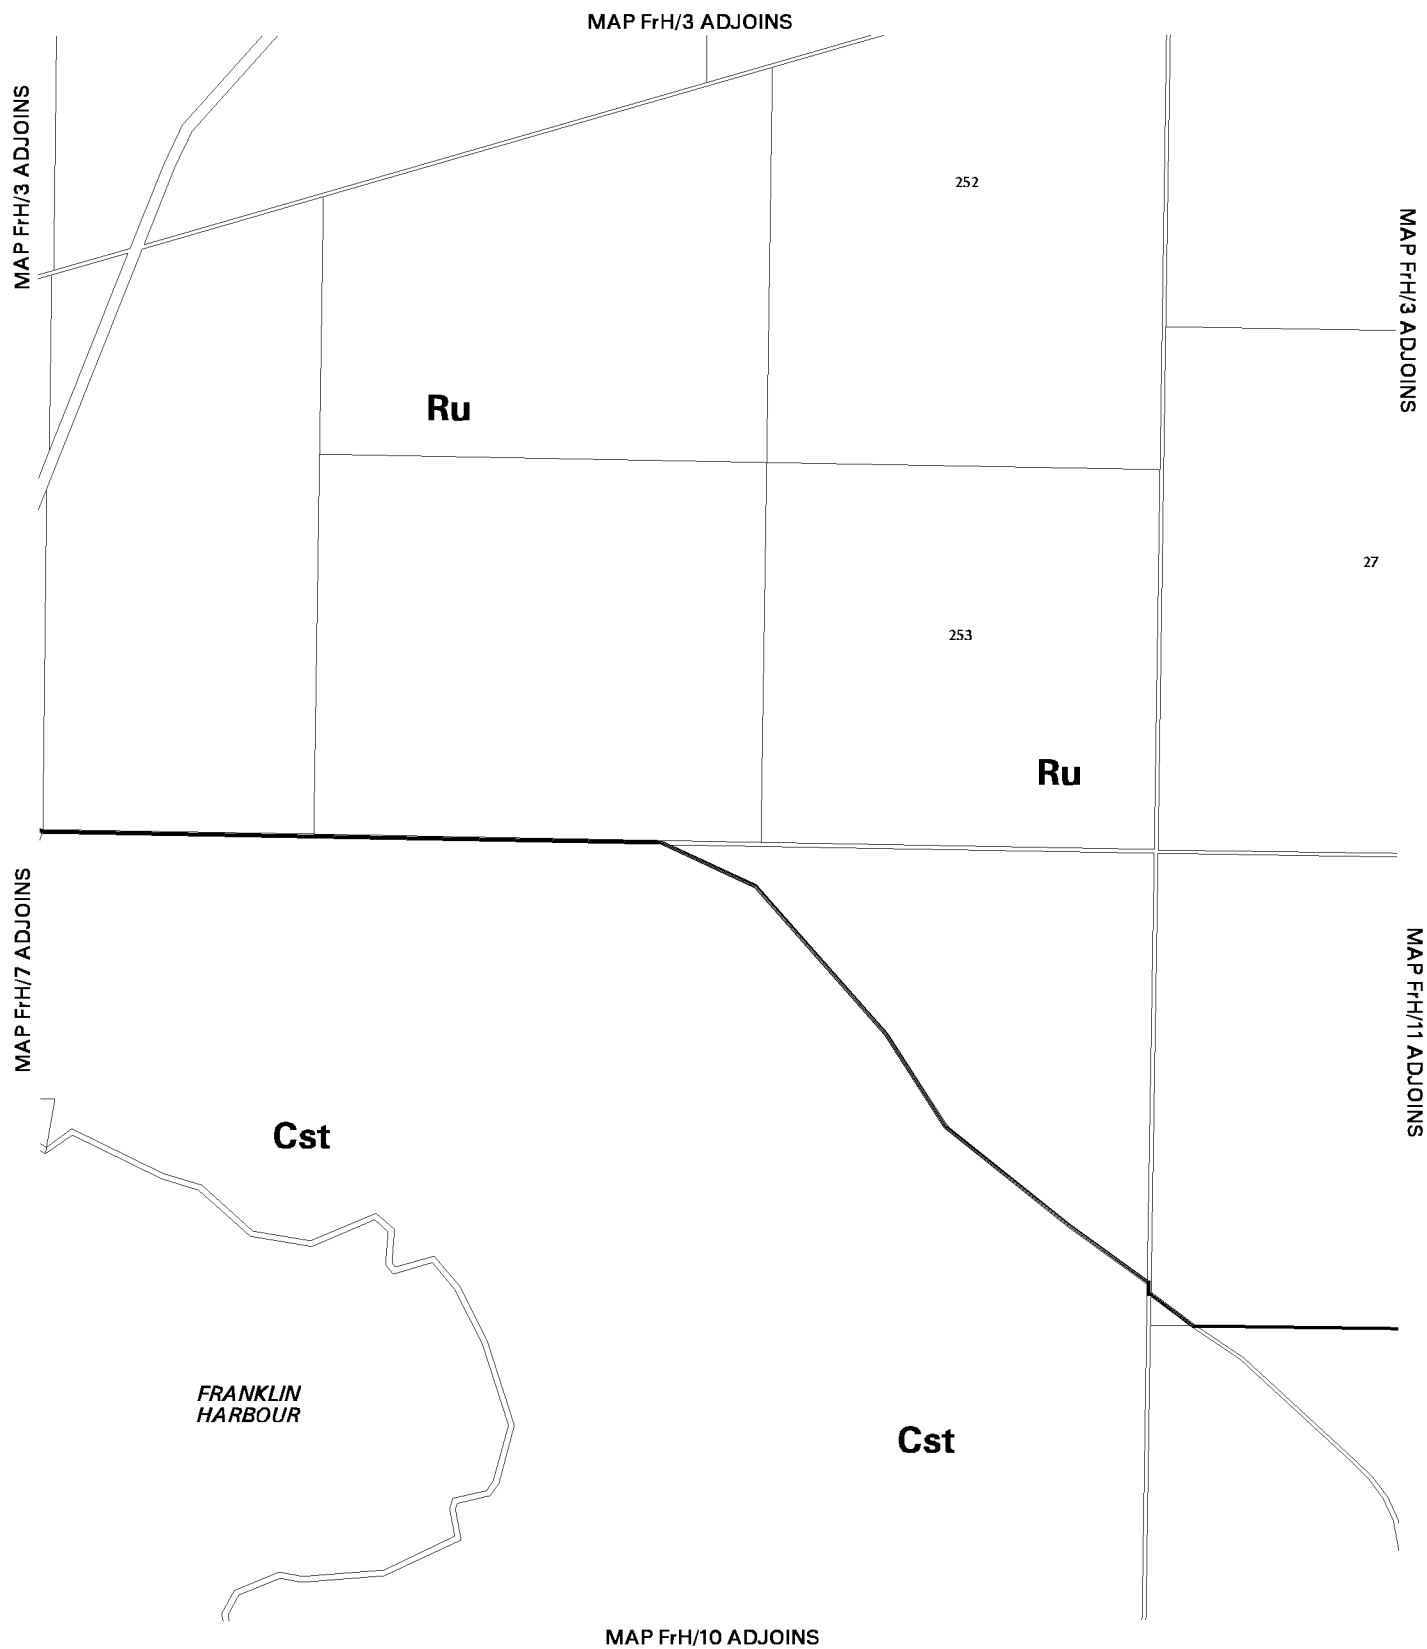 MAP FrH/3 ADJOINS
MAP FrH/3 ADJOINS
252
MAP FrH/3 ADJOINS
Ru
27
253
Ru
MAP FrH/7 ADJOINS
MAP FrH/11 ADJOINS
Cst
FRANKLIN
HARBOUR
Cst
MAP FrH/10 ADJOINS